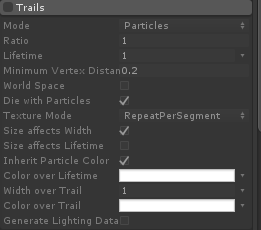 Trails
Mode Particles
Ratio 1
Lifetime 1
Minimum Vertex Distan 0.2
World Space
Die with Particles
Texture Mode RepeatPerSegment
Size affects Width
Size affects Lifetime
Inherit Particle Color
Color over Lifetime
Width over Trail 1
Color over Trail
Generate Lighting Data